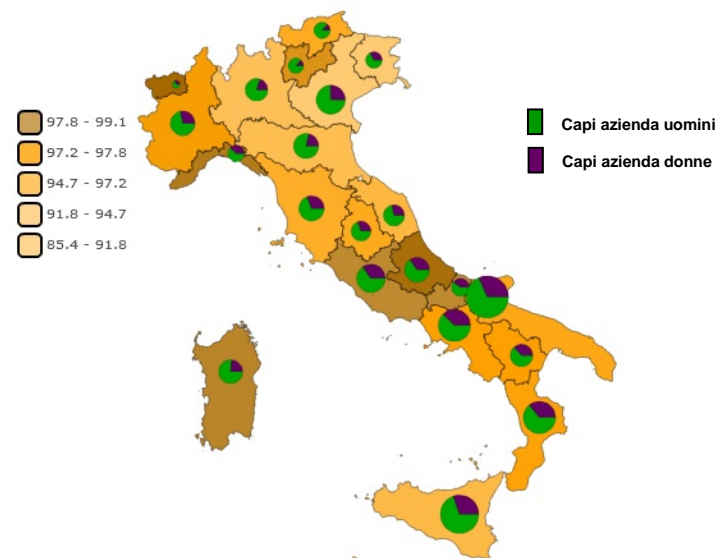 97.8 - 99.1
97.2 - 97.8
94.7 - 97.2
91.8 - 94.7
85.4 - 91.8
Capi azienda uomini
Capi azienda donne